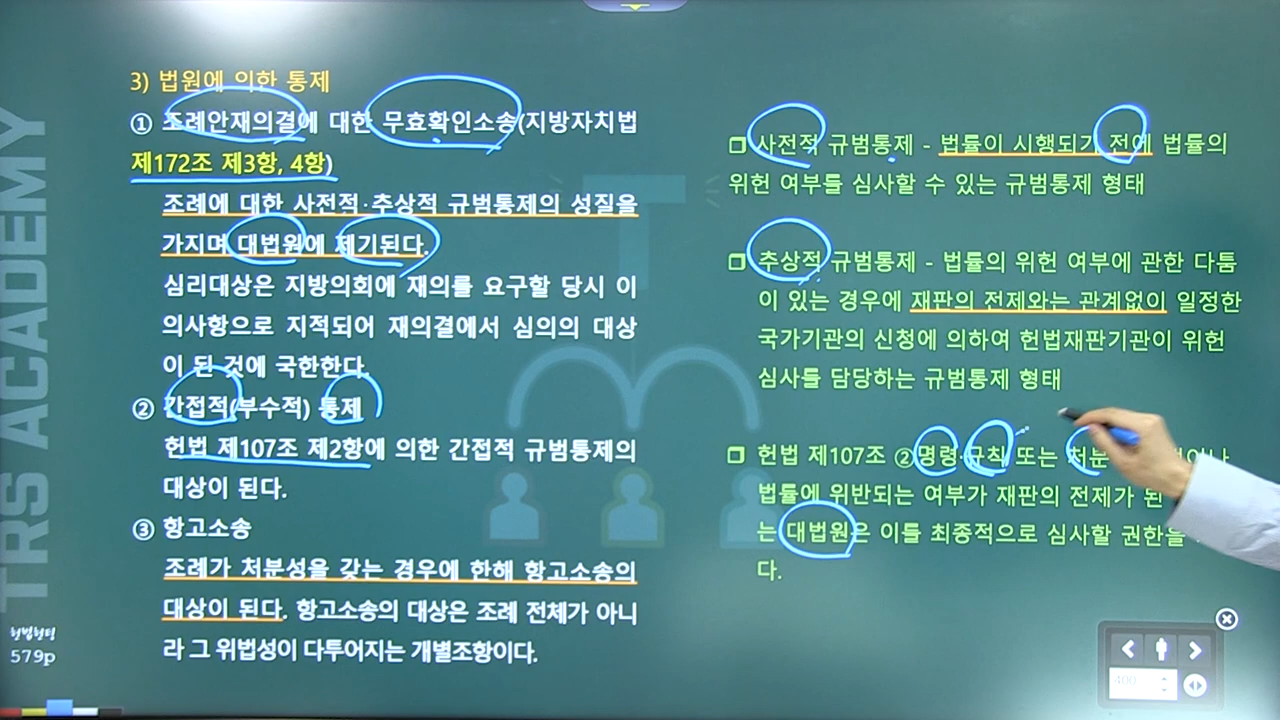 3) 법원에 의한 통제
① 조례안재의결에 대한 무효확인소송(지방자치법
제172조 제3항, 4항)
조례에 대한 사전적·추상적 규범통제의 성질을
가지며 대법원에 제기된다.
심리대상은 지방의회에 재의를 요구할 당시 이
의사항으로 지적되어 재의결에서 심의의 대상
이 된 것에 국한한다.
② 간접적(부수적) 통제
헌법 제107조 제2항에 의한 간접적 규범통제의
대상이 된다.
③ 항고소송
조례가 처분성을 갖는 경우에 한해 항고소송의
대상이 된다. 항고소송의 대상은 조례 전체가 아니
라 그 위법성이 다투어지는 개별조항이다.
❒ 사전적 규범통제 - 법률이 시행되기 전에 법률의
위헌 여부를 심사할 수 있는 규범통제 형태
❒ 추상적 규범통제 - 법률의 위헌 여부에 관한 다툼
이 있는 경우에 재판의 전제와는 관계없이 일정한
국가기관의 신청에 의하여 헌법재판기관이 위헌
심사를 담당하는 규범통제 형태
❒ 헌법 제107조 ②명령·규칙 또는 처분
법률에 위반되는 여부가 재판의 전제가 된
는 대법원은 이를 최종적으로 심사할 권한을
다.
TRS ACADEMY
579p
400